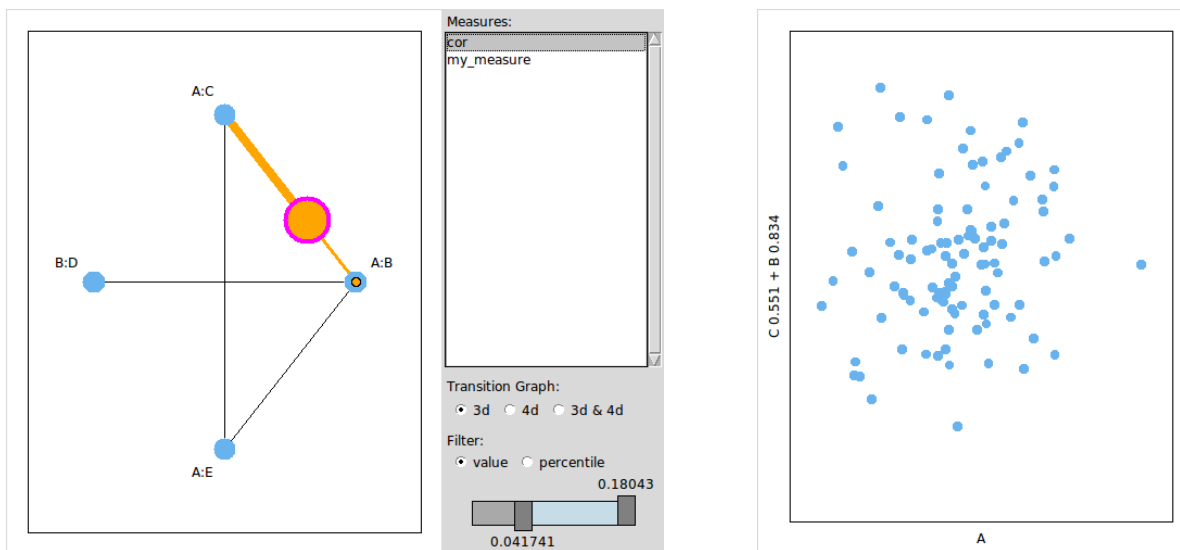 A:C
B:D
A:B
A:E
Measures:
cor
my_measure
Transition Graph:
3d 4d 3d & 4d
Filter:
value percentile
0.18043
0.041741
C 0.551 + B 0.834
A